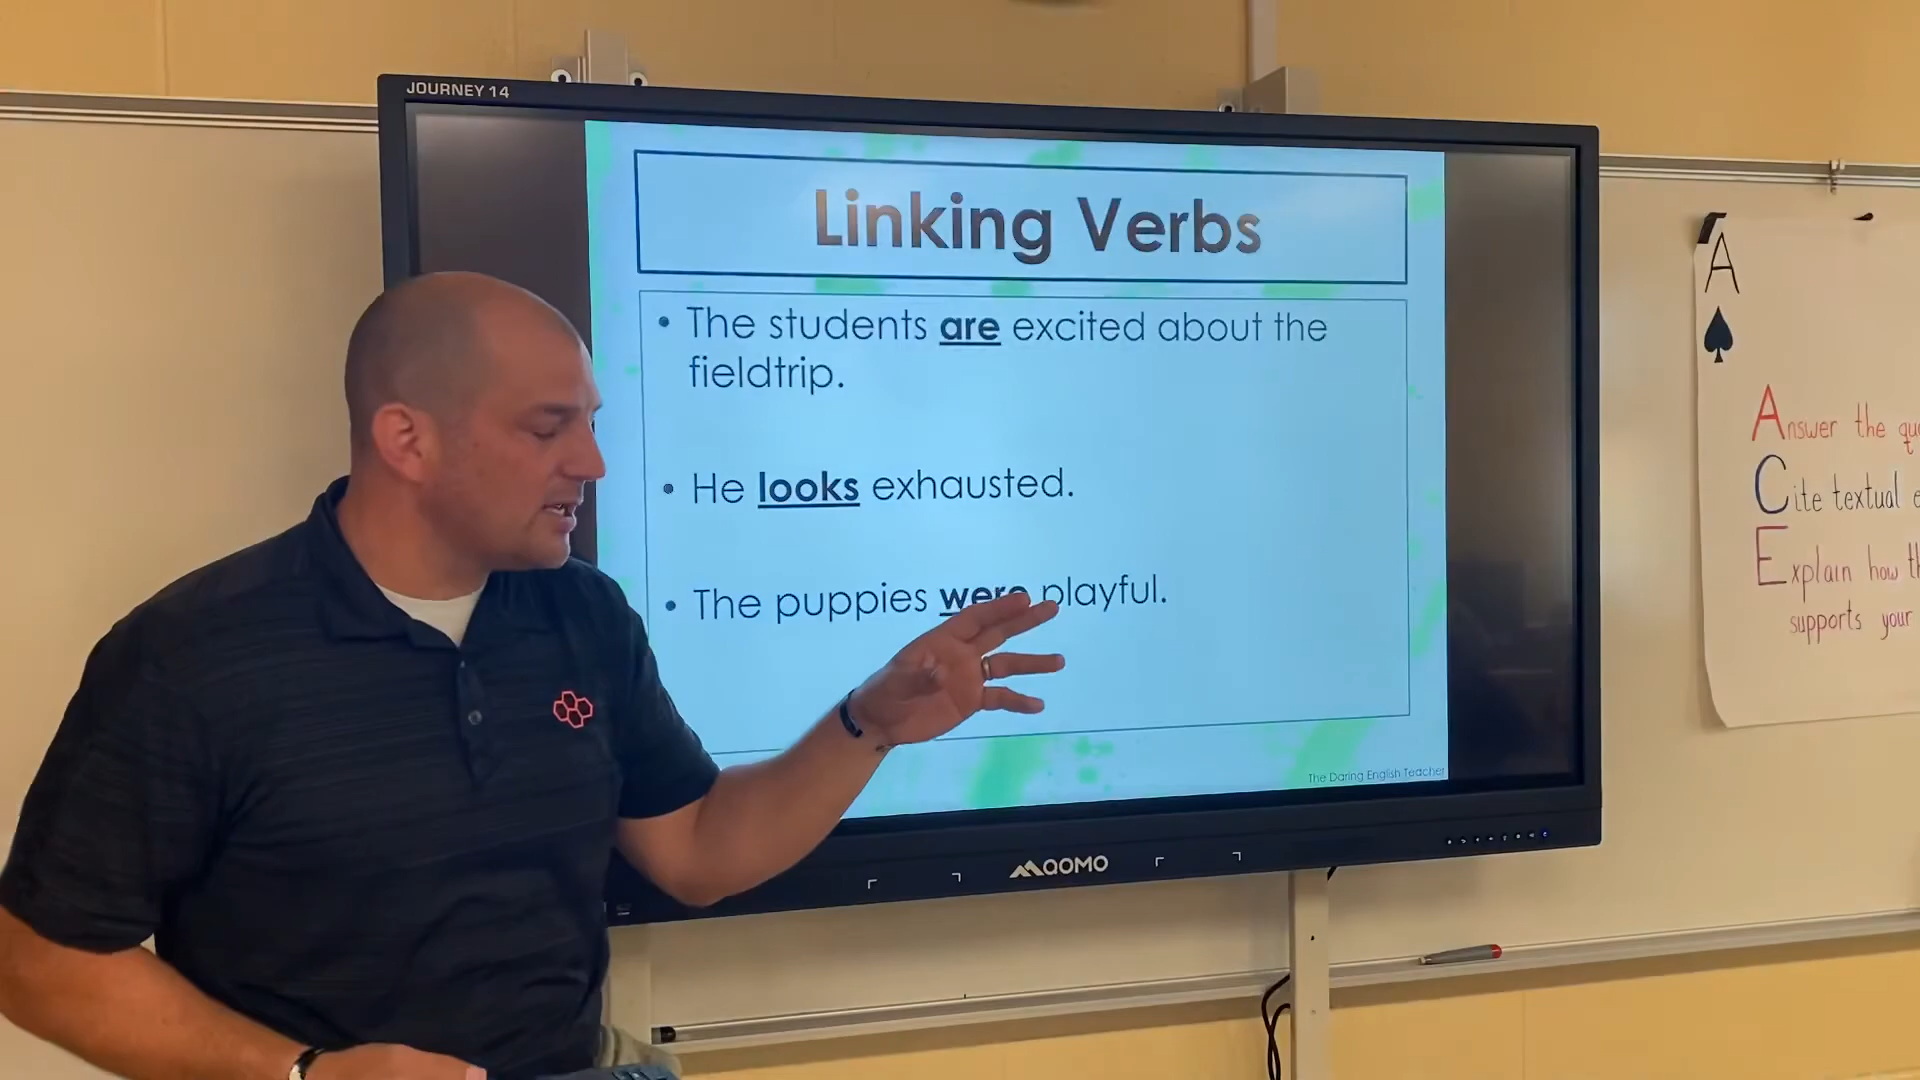 JOURNEY 14
Linking Verbs
• The students are excited about the
fieldtrip.
• He looks exhausted.
• The puppies were playful.
The Daring English Teacher
QOMO
A
Answer the
Cite textual
Explain how
supports your